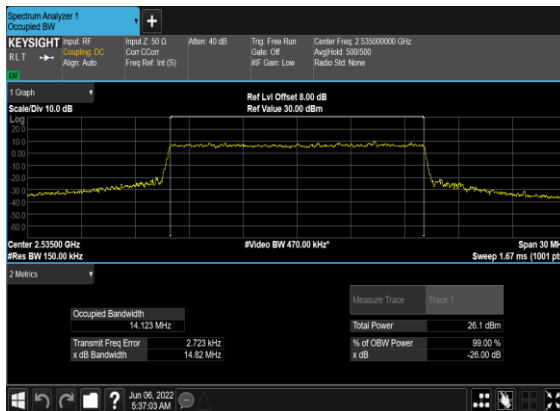 Spectrum Analyzer 1
Occupied BW
KEYSIGHT Input: RF Input Z: 50 Ω Atten: 40 dB Trig: Free Run Center Freq: 2.535000000 GHz
RLT Coupling: DC Corr CCorr Gate: Off Avg|Hold: 500/500
Align: Auto Freq Ref: Int (S) #IF Gain: Low Radio Std: None
1 Graph
Ref Lvl Offset 8.00 dB
Scale/Div 10.0 dB Ref Value 30.00 dBm
Log
20.0
10.0
0.00
-10.0
-20.0
-30.0
-40.0
-50.0
-60.0
Center 2.53500 GHz #Video BW 470.00 kHz* Span 30 MH
#Res BW 150.00 kHz Sweep 1.67 ms (1001 pt
2 Metrics
Measure Trace Trace 1
Occupied Bandwidth
14.123 MHz Total Power 26.1 dBm
Transmit Freq Error 2.723 kHz % of OBW Power 99.00 %
x dB Bandwidth 14.82 MHz x dB -26.00 dB
Jun 06, 2022
5:37:03 AM